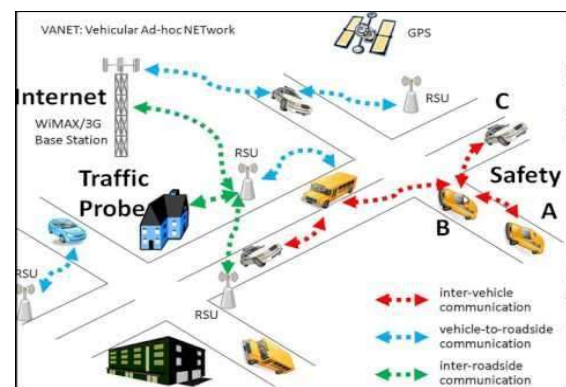 VANET: Vehicular Ad-hoc NETwork
GPS
Internet
WiMAX/3G
Base Station
RSU
C
RSU
Traffic
Probe
Safety
A
B
RSU
RSU
inter-vehicle
communication
vehicle-to-roadside
communication
inter-roadside
communication